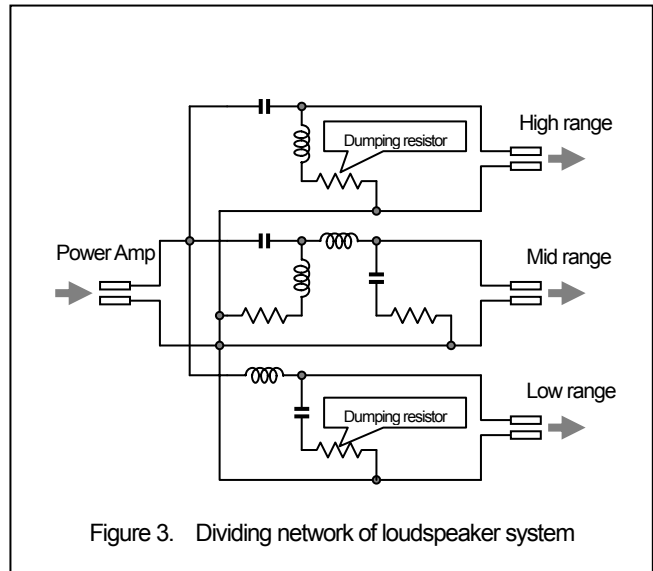 High range
Dumping resistor
Power Amp
Mid range
Low range
Dumping resistor
Figure 3. Dividing network of loudspeaker system